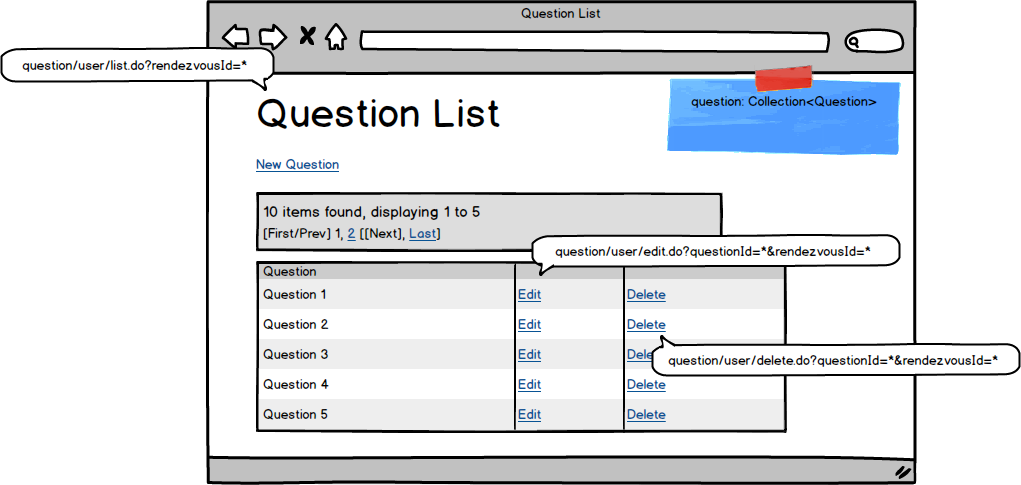 Question List
question/user/list.do?rendezvousId=*
question: Collection<Question>
Question List
New Question
10 items found, displaying 1 to 5
[First/Prev] 1, 2 [[Next], Last]
question/user/edit.do?questionId=*&rendezvousId=*
Question
Question 1 Edit Delete
Question 2 Edit Delete
Question 3 Edit Dele
question/user/delete.do?questionId=*&rendezvousId=*
Question 4 Edit Delete
Question 5 Edit Delete